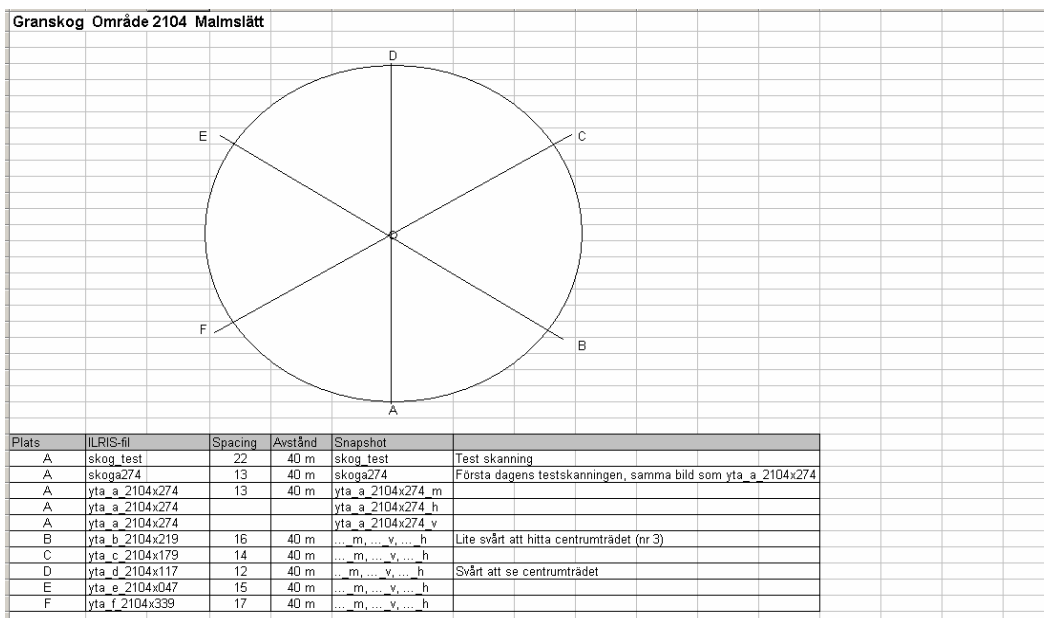 Granskog Område 2104 Malmslätt
D
E
C
F
B
A
Plats ILRIS-fil Spacing Avstånd Snapshot
A skog_test 22 40 m skog_test Test skanning
A skoga274 13 40 m skoga274 Första dagens testskanningen, samma bild som yta_a_2104x274
A yta_a_2104x274 13 40 m yta_a_2104x274_m
A yta_a_2104x274 yta_a_2104x274_h
A yta_a_2104x274 yta_a_2104x274_v
B yta_b_2104x219 16 40 m ..._m, ..._v, ..._h Lite svårt att hitta centrumträdet (nr 3)
C yta_c_2104x179 14 40 m ..._m, ..._v, ..._h
D yta_d_2104x117 12 40 m .._m, ..._v, ..._h Svårt att se centrumträdet
E yta_e_2104x047 15 40 m ..._m, ..._v, ..._h
F yta_f_2104x339 17 40 m ..._m, ..._v, ..._h